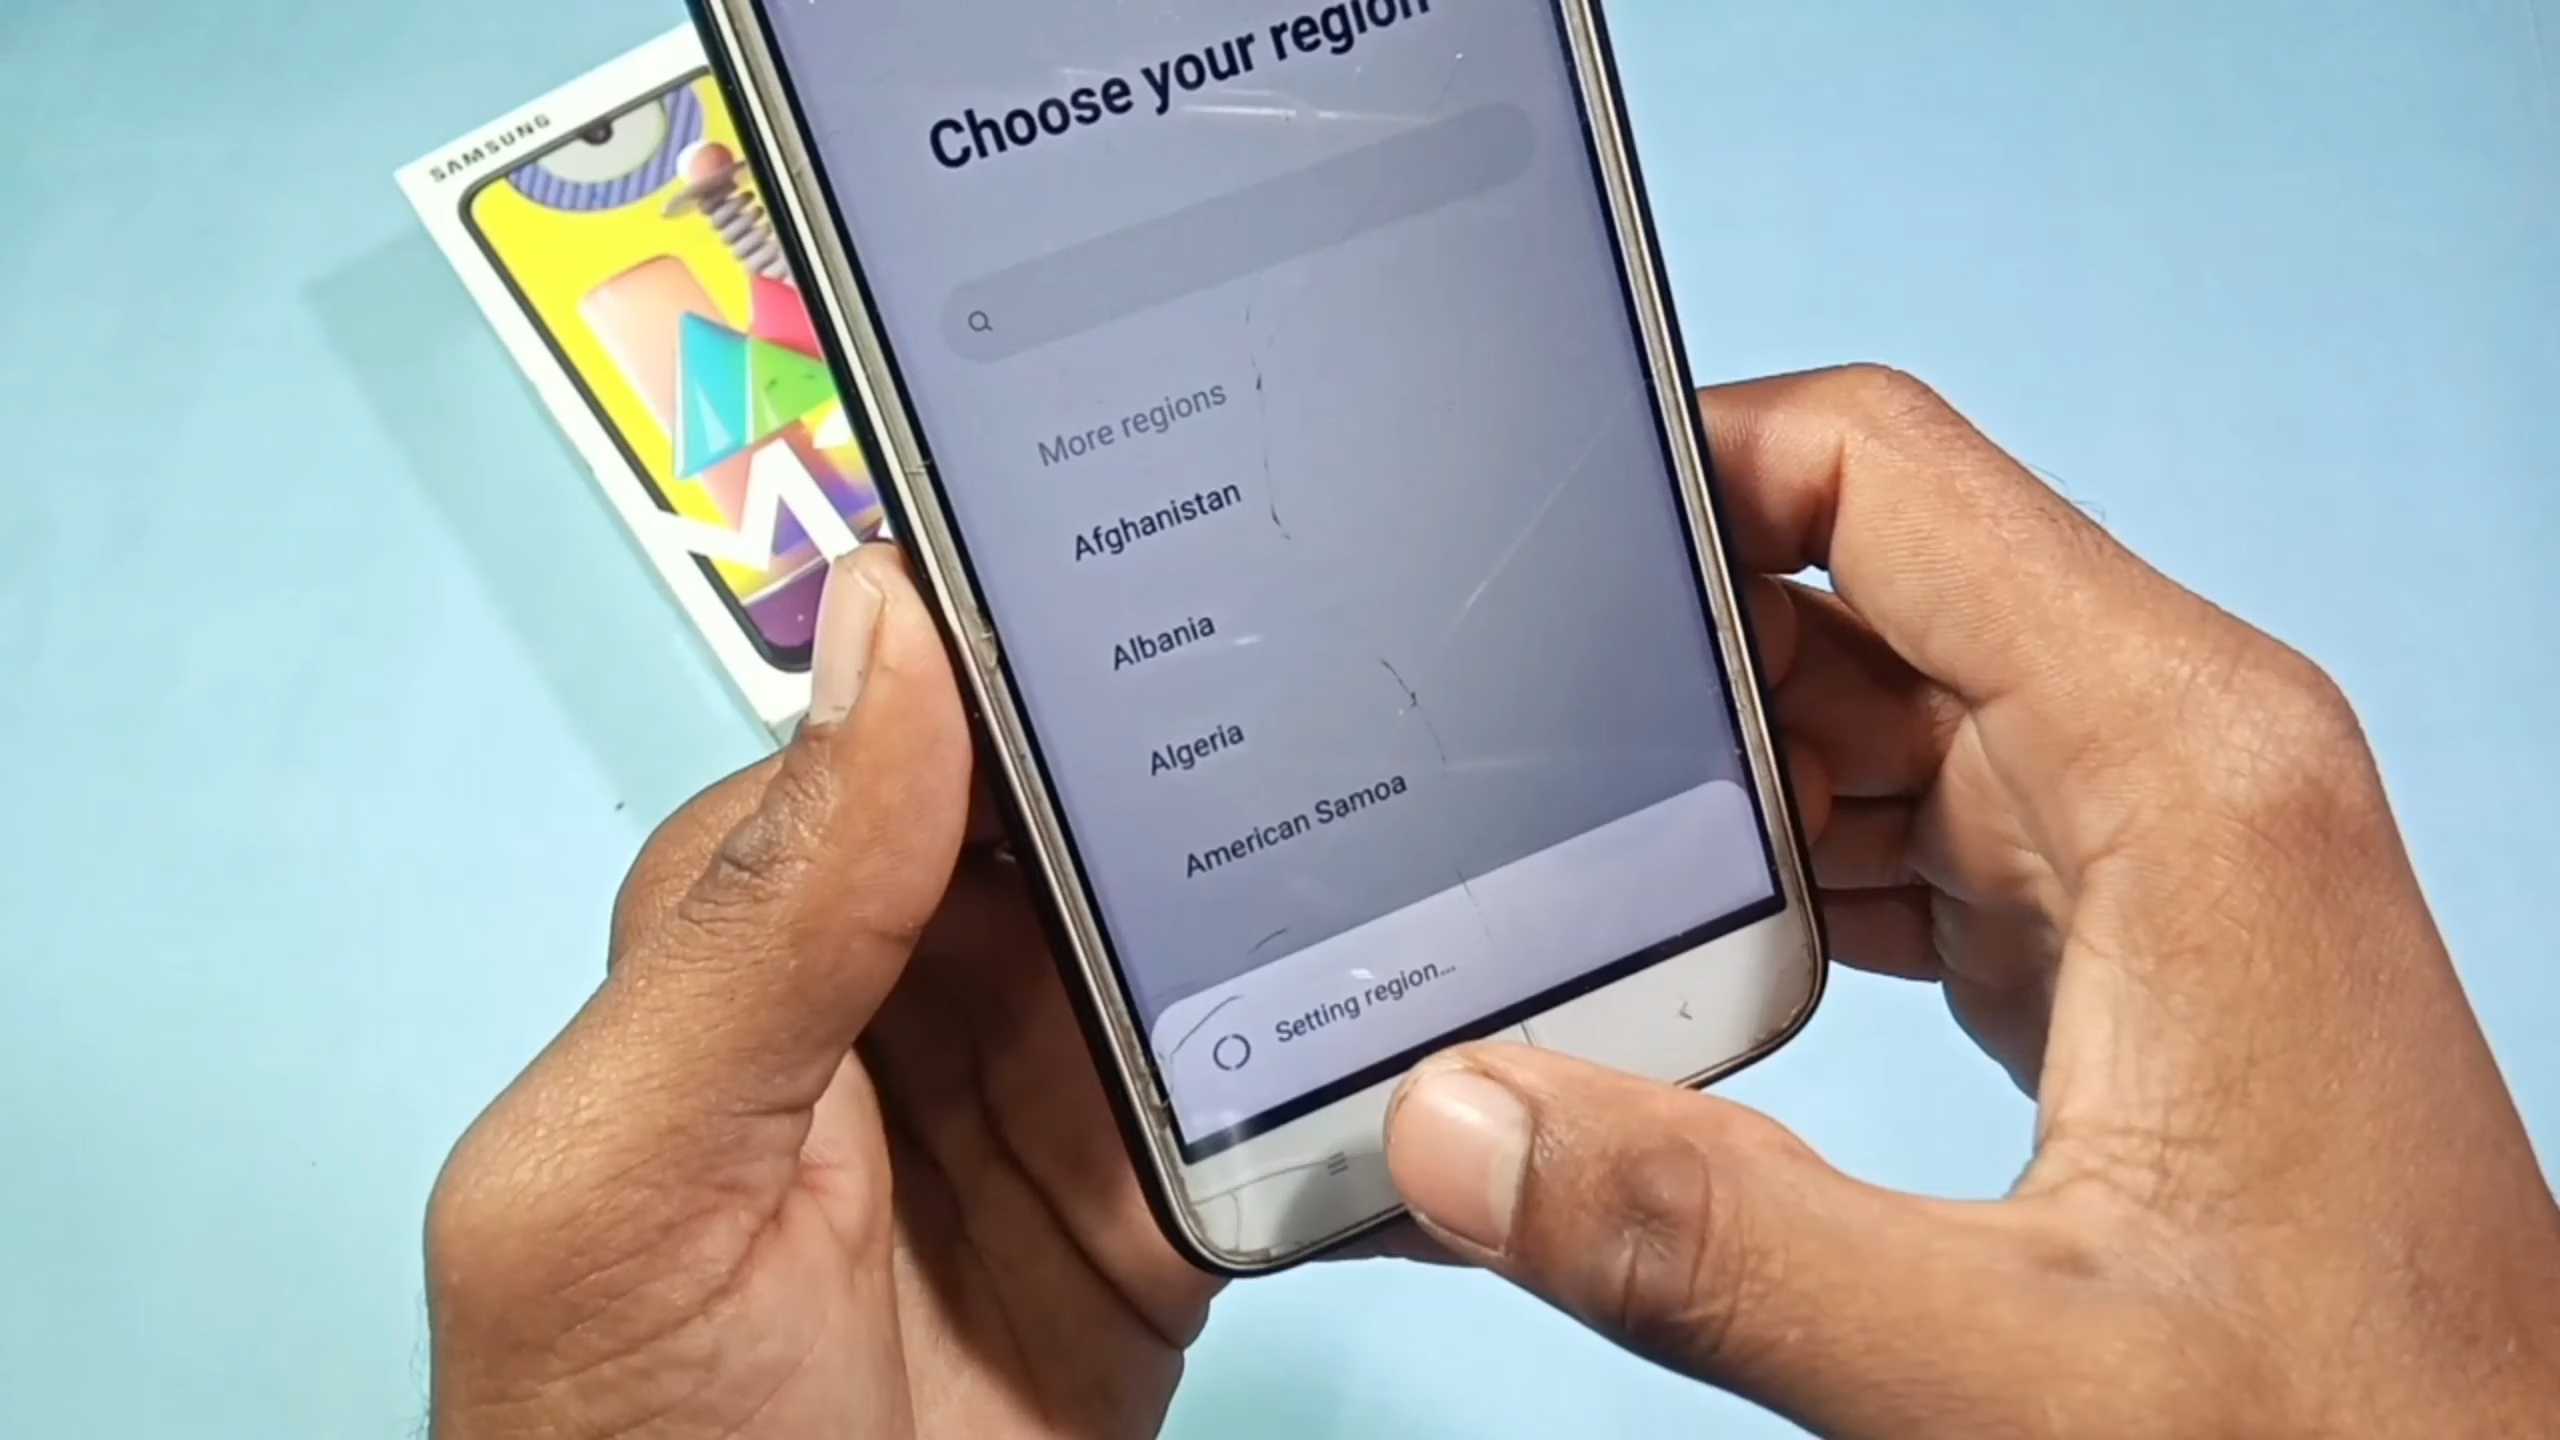 Choose your region
SAMSUNG
More regions
Afghanistan
Albania
Algeria
American Samoa
Setting region...